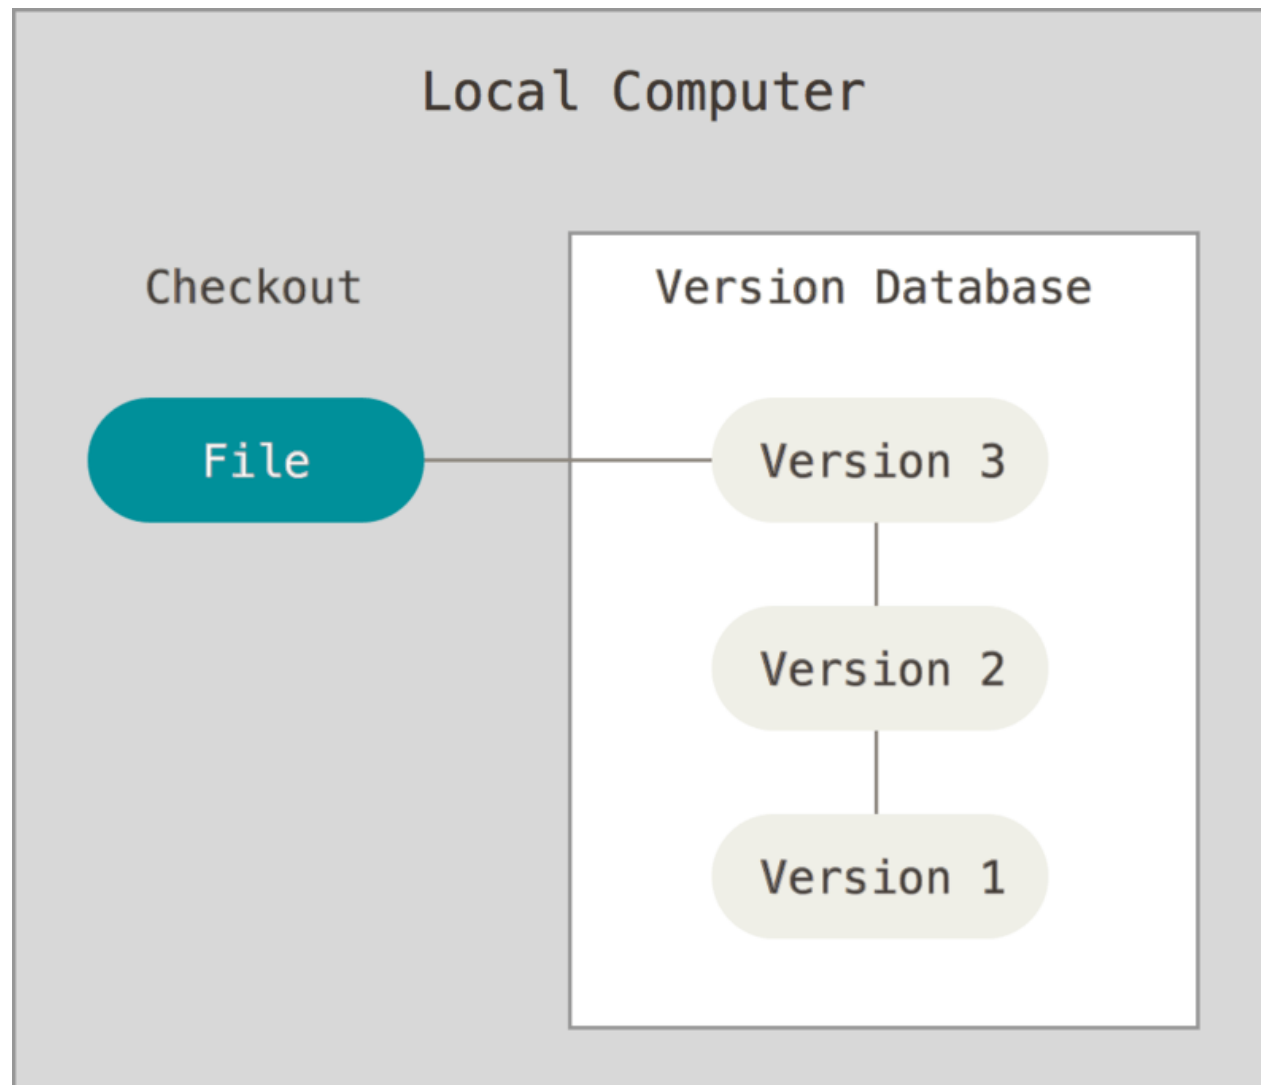 Local Computer
Checkout
Version Database
File
Version 3
Version 2
Version 1